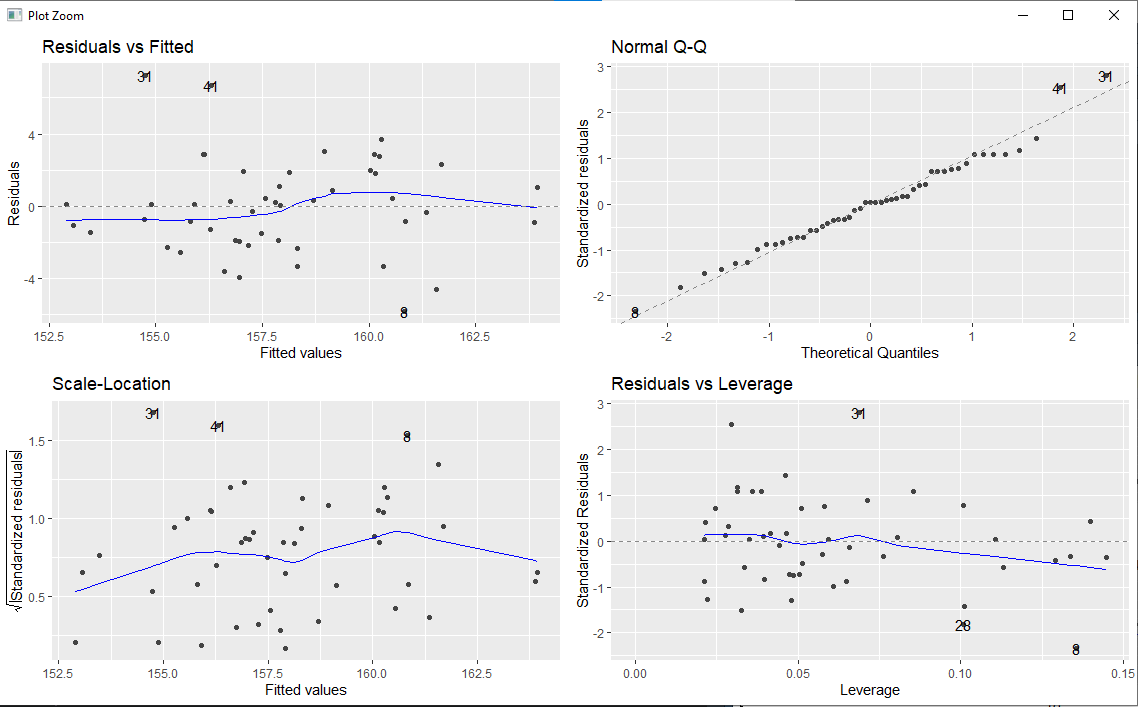 Plot Zoom
Residuals vs Fitted
31
41
4
0
-4
8
Residuals
152.5 155.0 157.5 160.0 162.5
Fitted values
Normal Q-Q
3
2
1
0
-1
-2
31
41
8
Standardized residuals
-2 -1 0 1 2
Theoretical Quantiles
Scale-Location
31
41
8
1.5
1.0
0.5
√|Standardized residuals|
152.5 155.0 157.5 160.0 162.5
Fitted values
Residuals vs Leverage
3
2
1
0
-1
-2
31
28
8
Standardized Residuals
0.00 0.05 0.10 0.15
Leverage